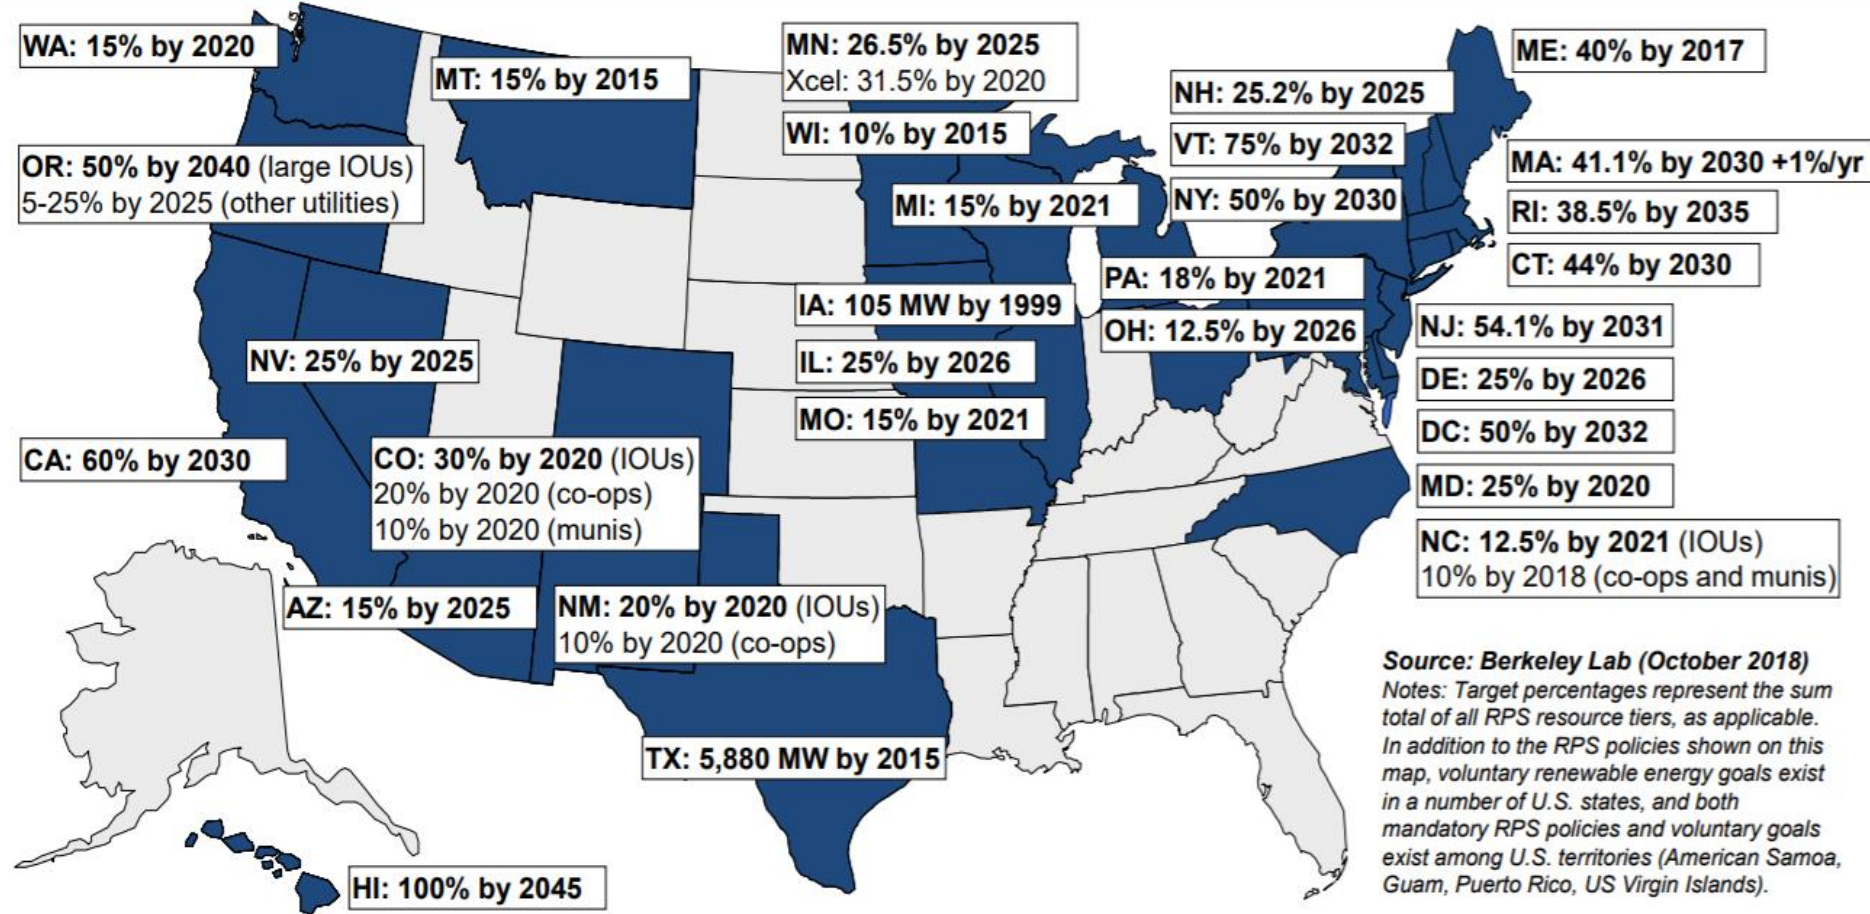 WA: 15% by 2020
OR: 50% by 2040 (large IOUs)
5-25% by 2025 (other utilities)
MT: 15% by 2015
NV: 25% by 2025
CA: 60% by 2030
CO: 30% by 2020 (IOUs)
20% by 2020 (co-ops)
10% by 2020 (munis)
AZ: 15% by 2025
NM: 20% by 2020 (IOUs)
10% by 2020 (co-ops)
TX: 5,880 MW by 2015
HI: 100% by 2045
MN: 26.5% by 2025
Xcel: 31.5% by 2020
WI: 10% by 2015
MI: 15% by 2021
IA: 105 MW by 1999
IL: 25% by 2026
MO: 15% by 2021
NH: 25.2% by 2025
VT: 75% by 2032
NY: 50% by 2030
PA: 18% by 2021
OH: 12.5% by 2026
ME: 40% by 2017
MA: 41.1% by 2030 +1%/yr
RI: 38.5% by 2035
CT: 44% by 2030
NJ: 54.1% by 2031
DE: 25% by 2026
DC: 50% by 2032
MD: 25% by 2020
NC: 12.5% by 2021 (IOUs)
10% by 2018 (co-ops and munis)
Source: Berkeley Lab (October 2018)
Notes: Target percentages represent the sum
total of all RPS resource tiers, as applicable.
In addition to the RPS policies shown on this
map, voluntary renewable energy goals exist
in a number of U.S. states, and both
mandatory RPS policies and voluntary goals
exist among U.S. territories (American Samoa,
Guam, Puerto Rico, US Virgin Islands).